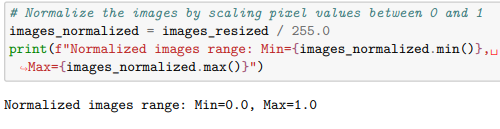 # Normalize the images by scaling pixel values between 0 and 1
images_normalized = images_resized / 255.0
print(f"Normalized images range: Min={images_normalized.min()},␣
↪Max={images_normalized.max()}")
Normalized images range: Min=0.0, Max=1.0